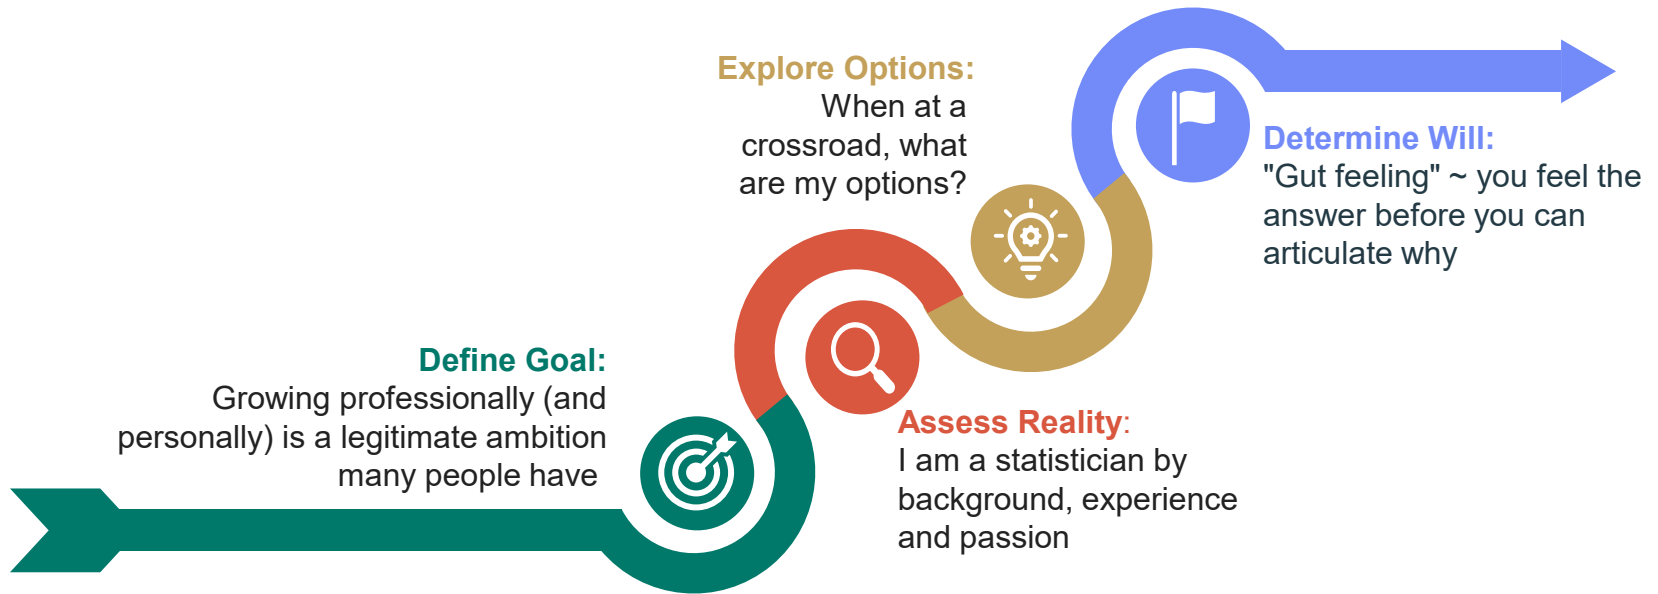 Define Goal:
Growing professionally (and
personally) is a legitimate ambition
many people have
Assess Reality:
I am a statistician by
background, experience
and passion
Explore Options:
When at a
crossroad, what
are my options?
Determine Will:
"Gut feeling" ~ you feel the
answer before you can
articulate why